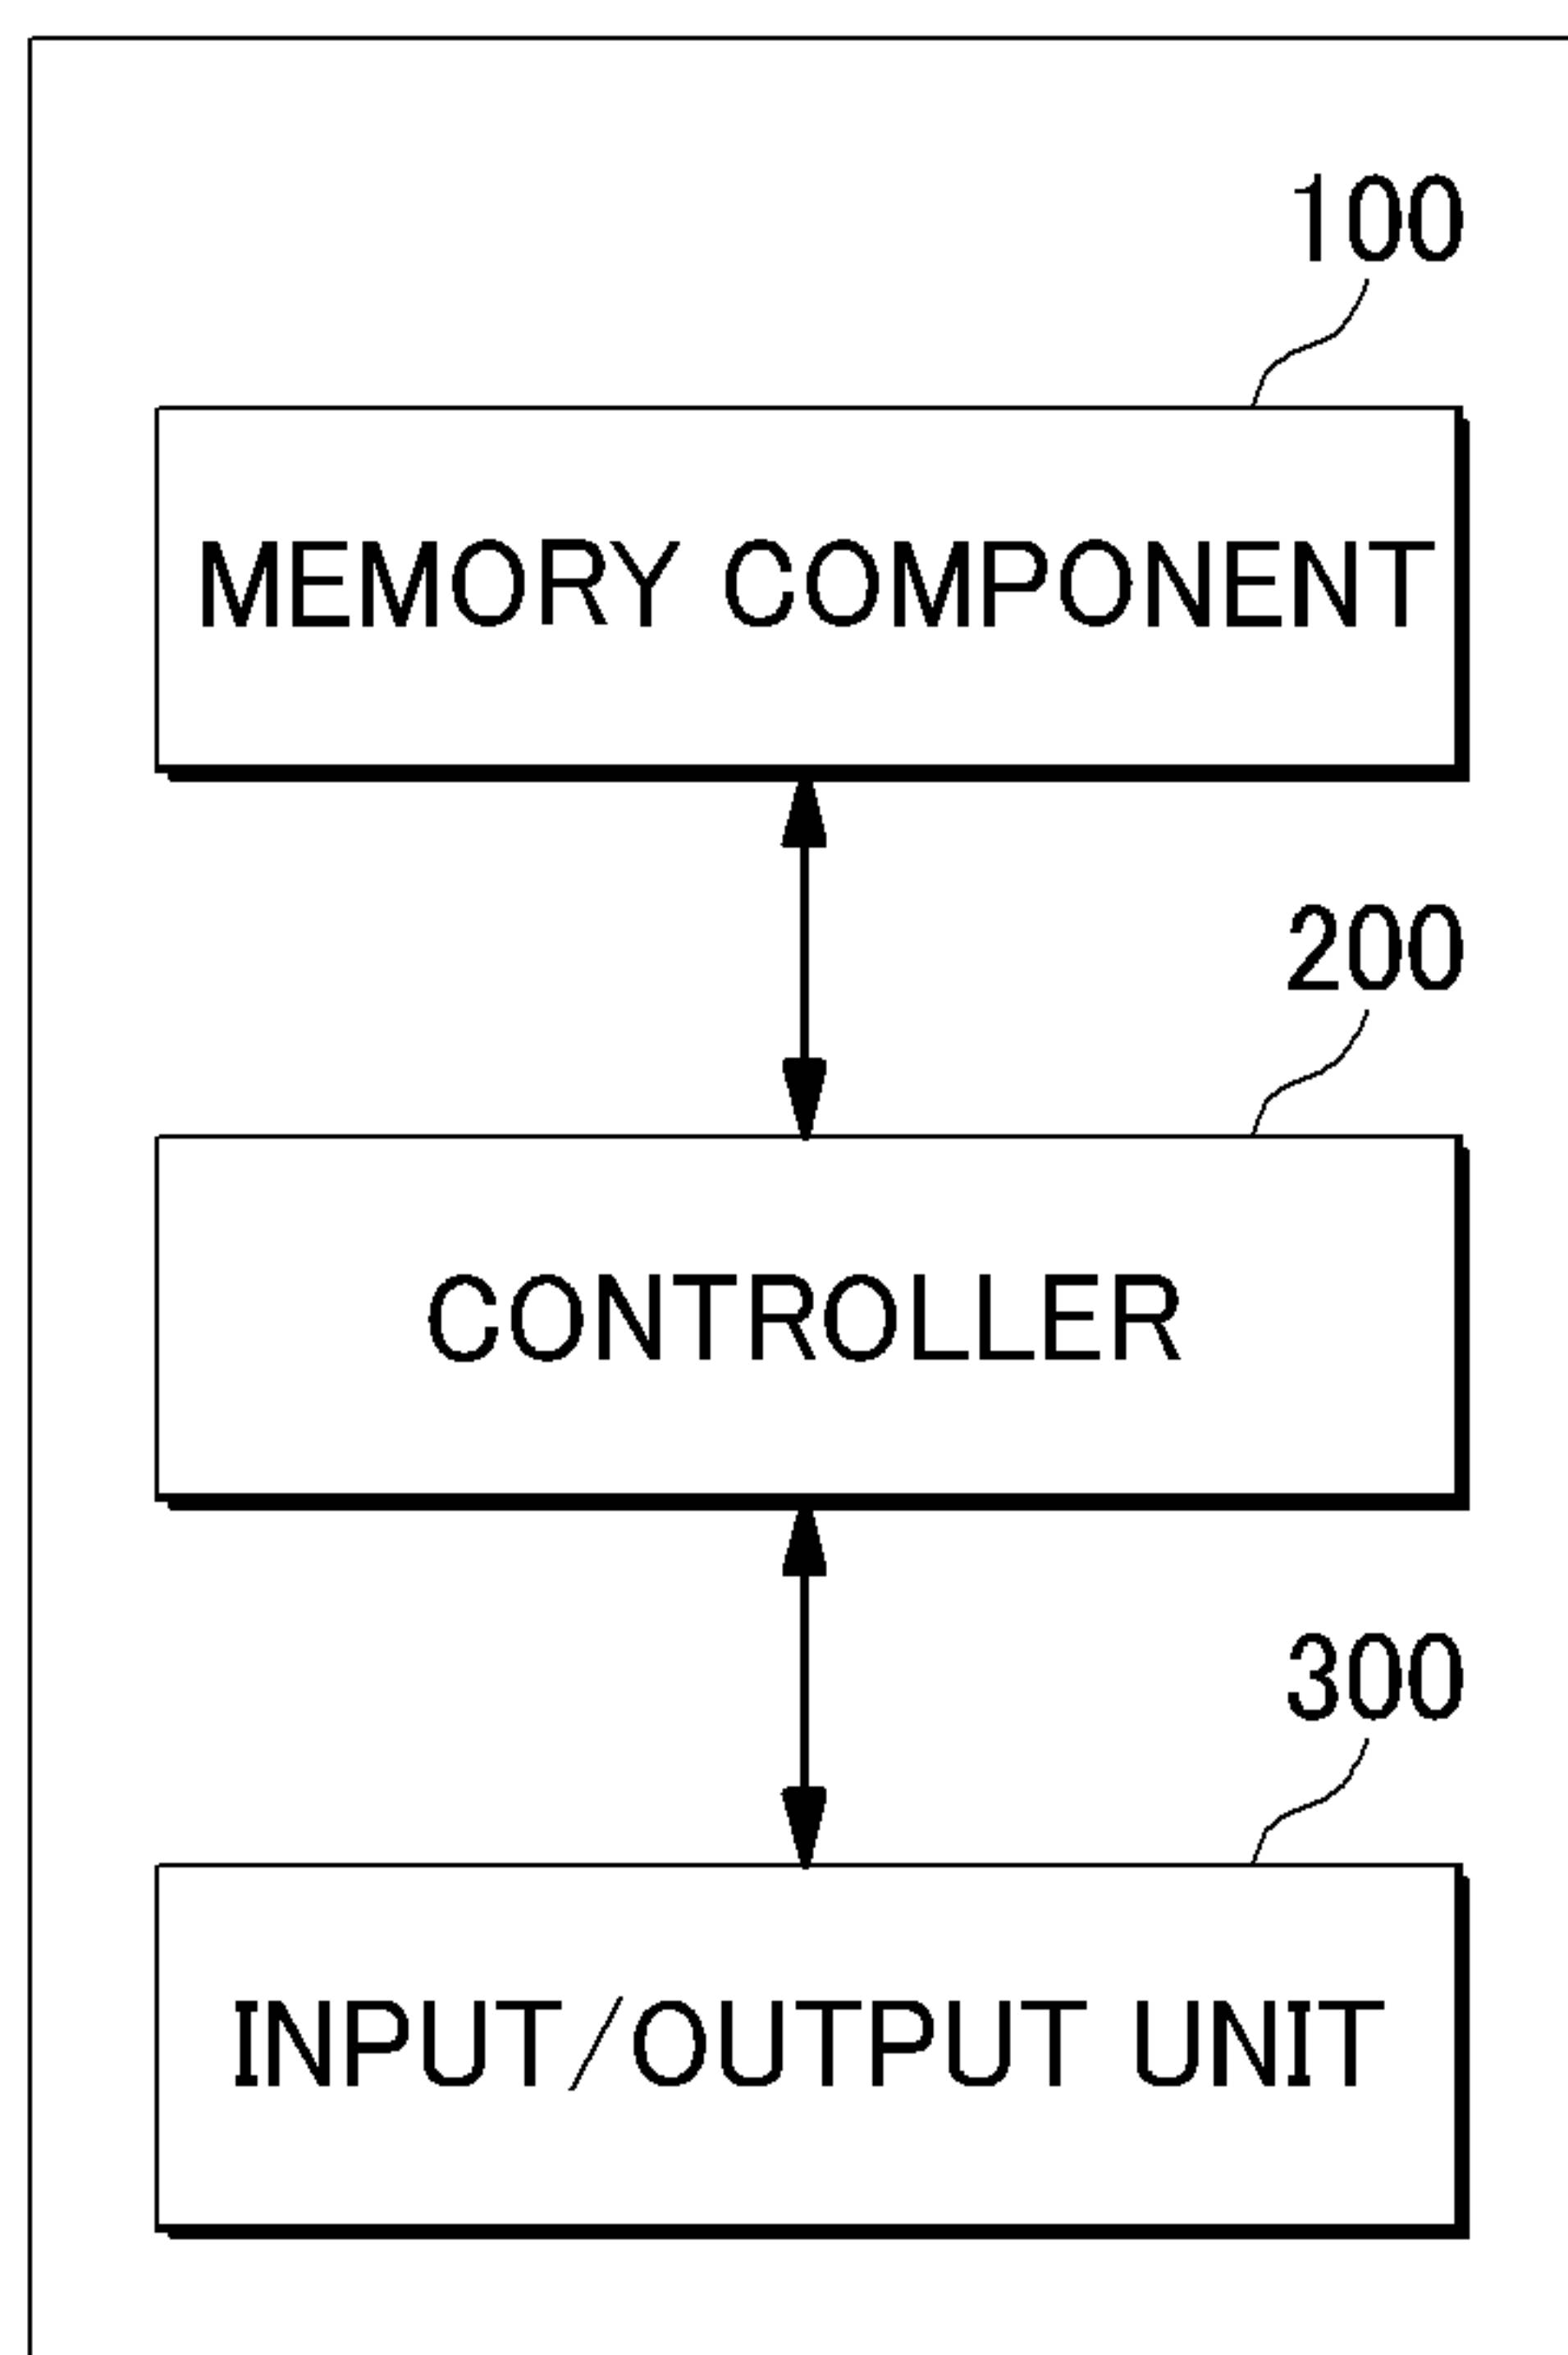 100
MEMORY COMPONENT
200
CONTROLLER
300
INPUT/OUTPUT UNIT